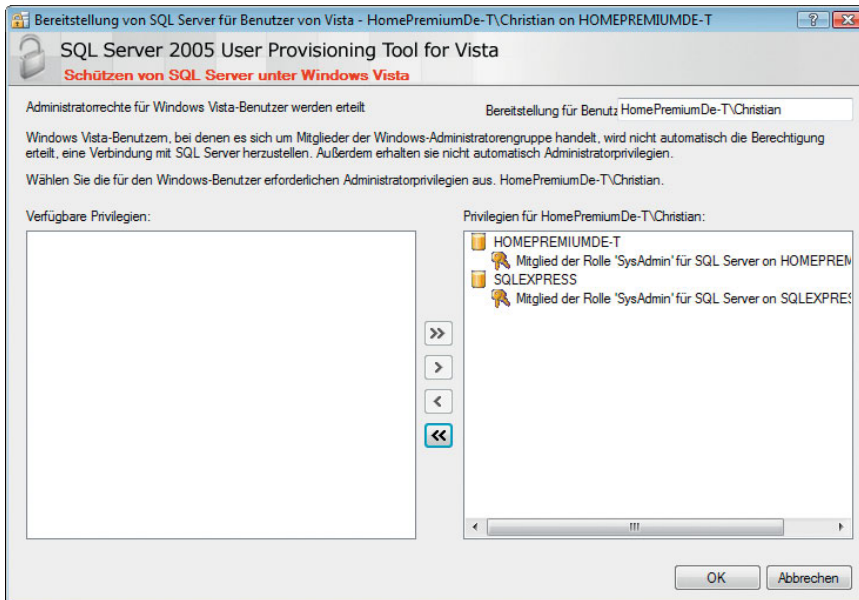 Bereitstellung von SQL Server für Benutzer von Vista - HomePremiumDe-T\Christian on HOMEPREMIUMDE-T
SQL Server 2005 User Provisioning Tool for Vista
Schützen von SQL Server unter Windows Vista
Administratorrechte für Windows Vista-Benutzer werden erteilt
Bereitstellung für Benutz HomePremiumDe-T\Christian
Windows Vista-Benutzern, bei denen es sich um Mitglieder der Windows-Administratorengruppe handelt, wird nicht automatisch die Berechtigung
erteilt, eine Verbindung mit SQL Server herzustellen. Außerdem erhalten sie nicht automatisch Administratorprivilegien.
Wählen Sie die für den Windows-Benutzer erforderlichen Administratorprivilegien aus. HomePremiumDe-T\Christian.
Verfügbare Privilegien:
Privilegien für HomePremiumDe-T\Christian:
HOMEPREMIUMDE-T
Mitglied der Rolle 'SysAdmin' für SQL Server on HOMEPREM
SQLEXPRESS
Mitglied der Rolle 'SysAdmin' für SQL Server on SQLEXPRES
>>
>
<
<<
OK
Abbrechen